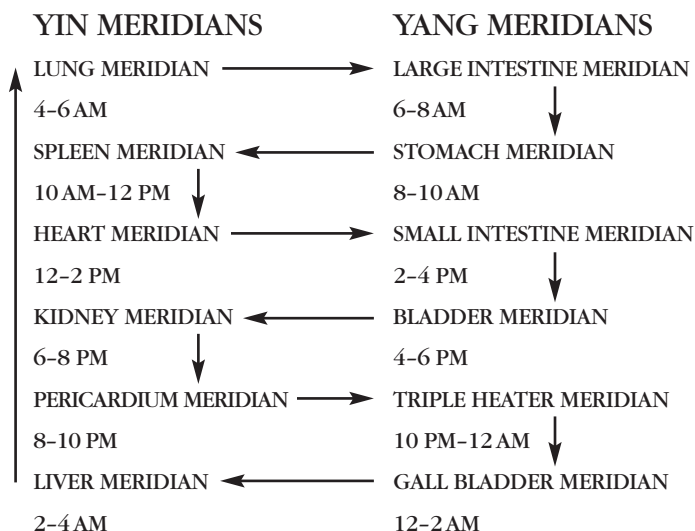 YIN MERIDIANS YANG MERIDIANS
LUNG MERIDIAN LARGE INTESTINE MERIDIAN
4–6 AM 6–8 AM
SPLEEN MERIDIAN STOMACH MERIDIAN
10 AM–12 PM 8–10 AM
HEART MERIDIAN SMALL INTESTINE MERIDIAN
12–2 PM 2–4 PM
KIDNEY MERIDIAN BLADDER MERIDIAN
6–8 PM 4–6 PM
PERICARDIUM MERIDIAN TRIPLE HEATER MERIDIAN
8–10 PM 10 PM–12 AM
LIVER MERIDIAN GALL BLADDER MERIDIAN
2–4 AM 12–2 AM